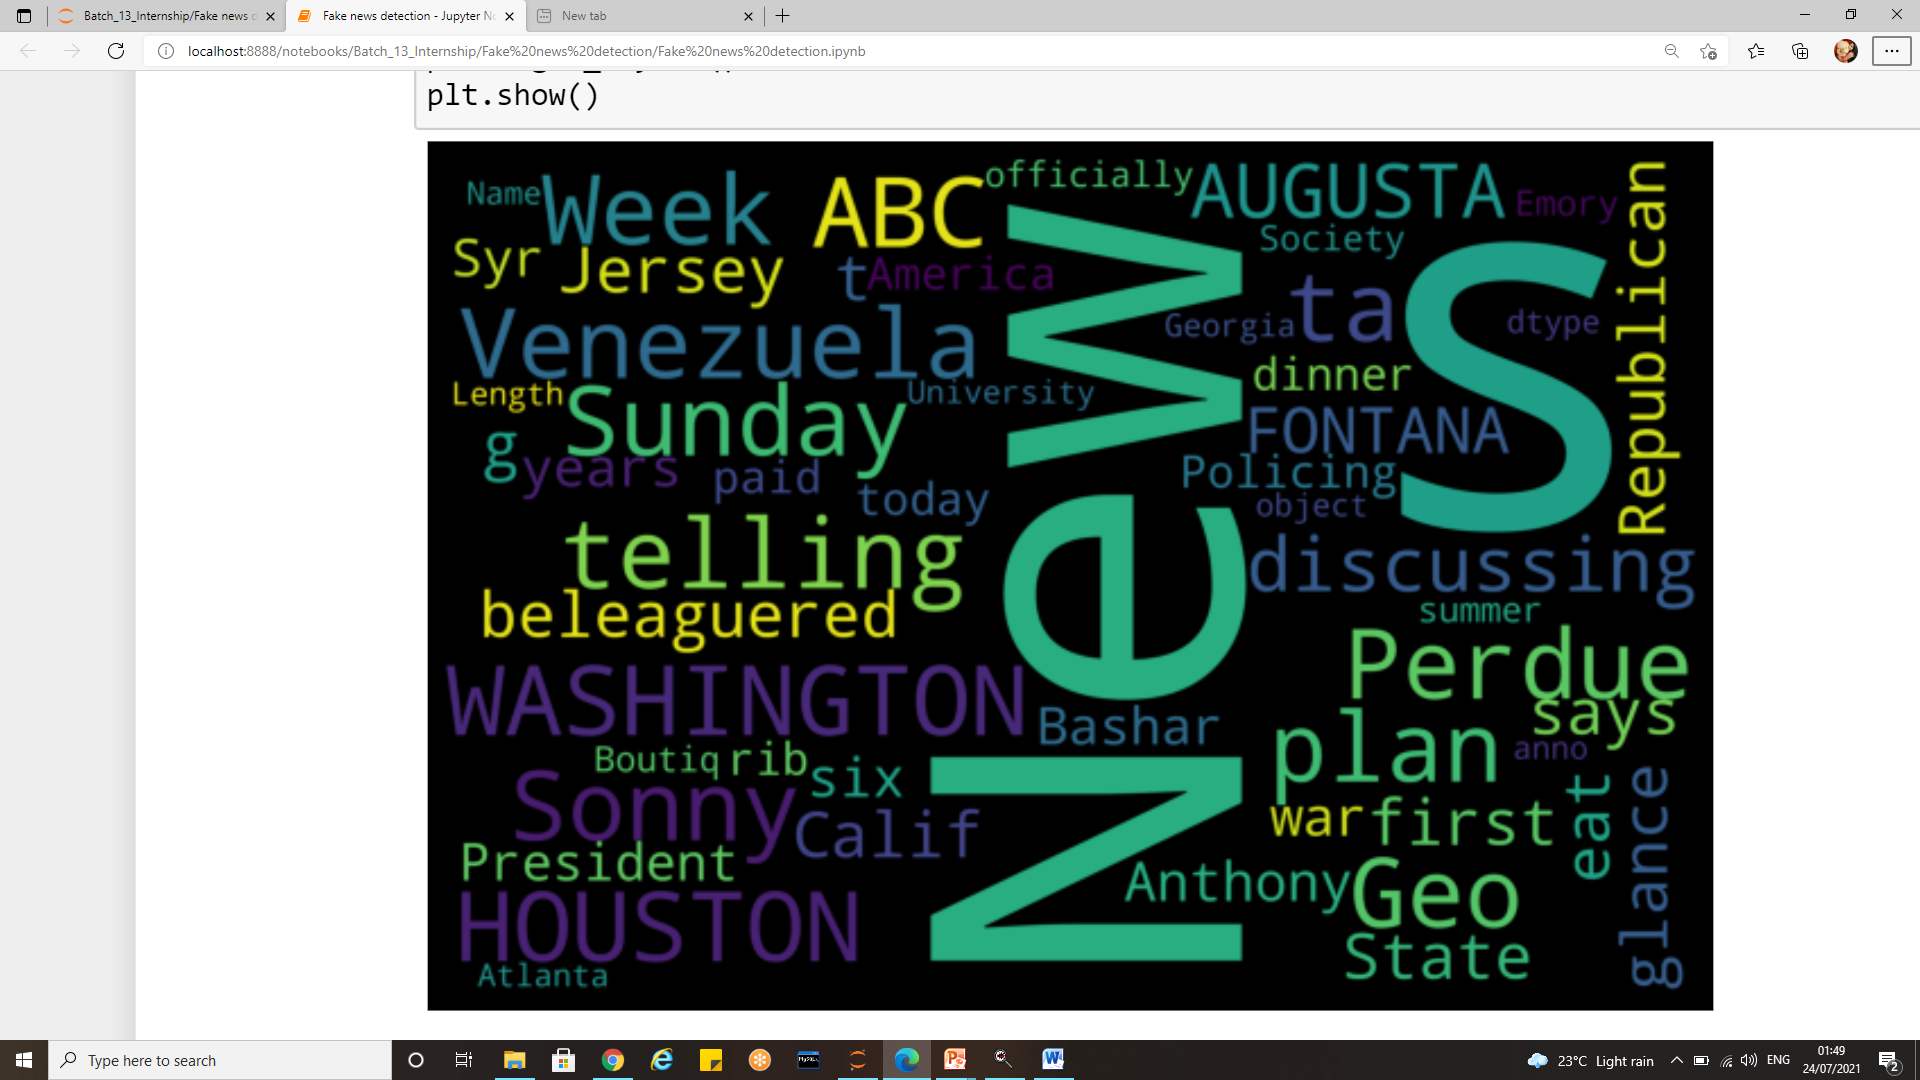 Batch_13_Internship/Fake news d
Fake news detection - Jupyter No
New tab
localhost:8888/notebooks/Batch_13_Internship/Fake%20news%20detection/Fake%20news%20detection.ipynb
plt.show()
Name
Week
ABC
officially
AUGUSTA
Emory
Republican
Syr
Jersey
t
America
Society
S
Venezuela
Georgia
ta
dtype
New
Length
Sunday
University
dinner
FONTANA
g
years
paid
today
Policing
object
telling
discussing
beleaguered
summer
WASHINGTON
Bashar
Perdue
says
Boutiq
rib
six
plan
anno
Sonny
Calif
war
first
eat
glance
President
Anthony
Geo
HOUSTON
State
Atlanta
Type here to search
MySQL
23°C Light rain
ENG
01:49
24/07/2021
2